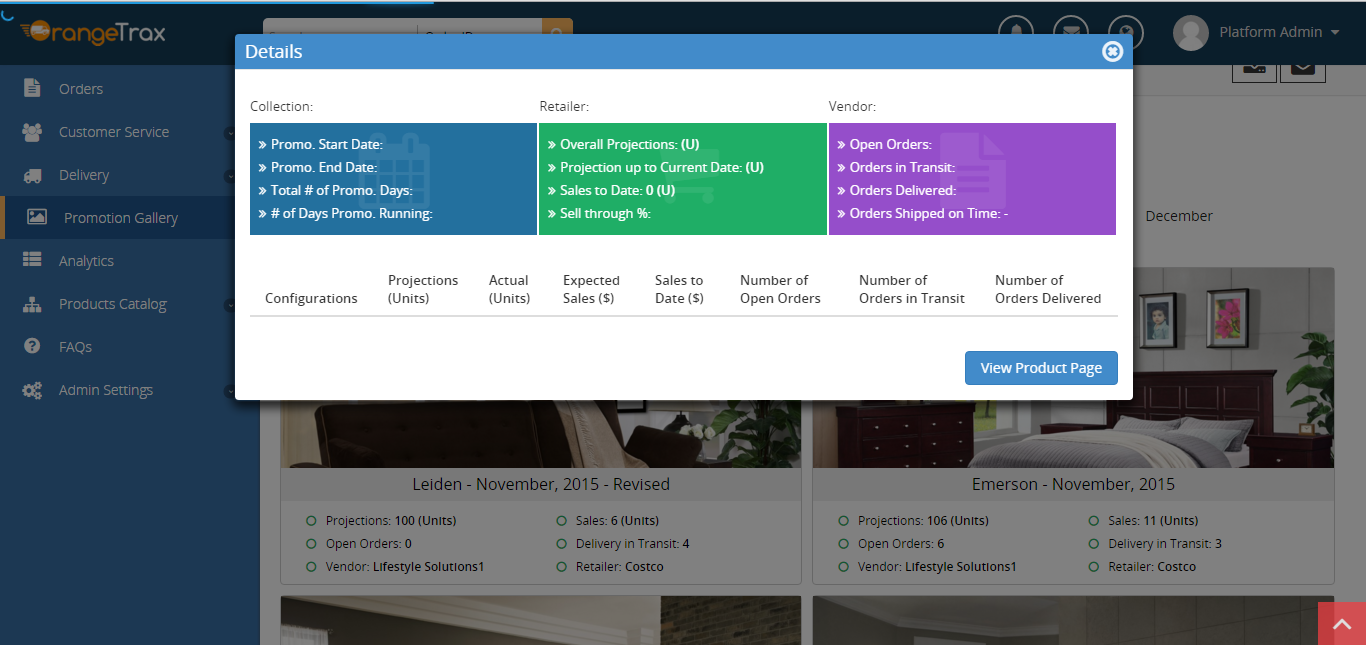 OrangeTrax
Platform Admin
Details
Orders
Customer Service
Delivery
Promotion Gallery
Analytics
Products Catalog
FAQs
Admin Settings
Collection:
» Promo. Start Date:
» Promo. End Date:
» Total # of Promo. Days:
» # of Days Promo. Running:
Retailer:
» Overall Projections: (U)
» Projection up to Current Date: (U)
» Sales to Date: 0 (U)
» Sell through %:
Vendor:
» Open Orders:
» Orders in Transit:
» Orders Delivered:
» Orders Shipped on Time: -
December
Configurations
Projections
(Units)
Actual
(Units)
Expected
Sales ($)
Sales to
Date ($)
Number of
Open Orders
Number of
Orders in Transit
Number of
Orders Delivered
View Product Page
Leiden - November, 2015 - Revised
Projections: 100 (Units)
Sales: 6 (Units)
Open Orders: 0
Delivery in Transit: 4
Vendor: Lifestyle Solutions1
Retailer: Costco
Emerson - November, 2015
Projections: 106 (Units)
Sales: 11 (Units)
Open Orders: 6
Delivery in Transit: 3
Vendor: Lifestyle Solutions1
Retailer: Costco